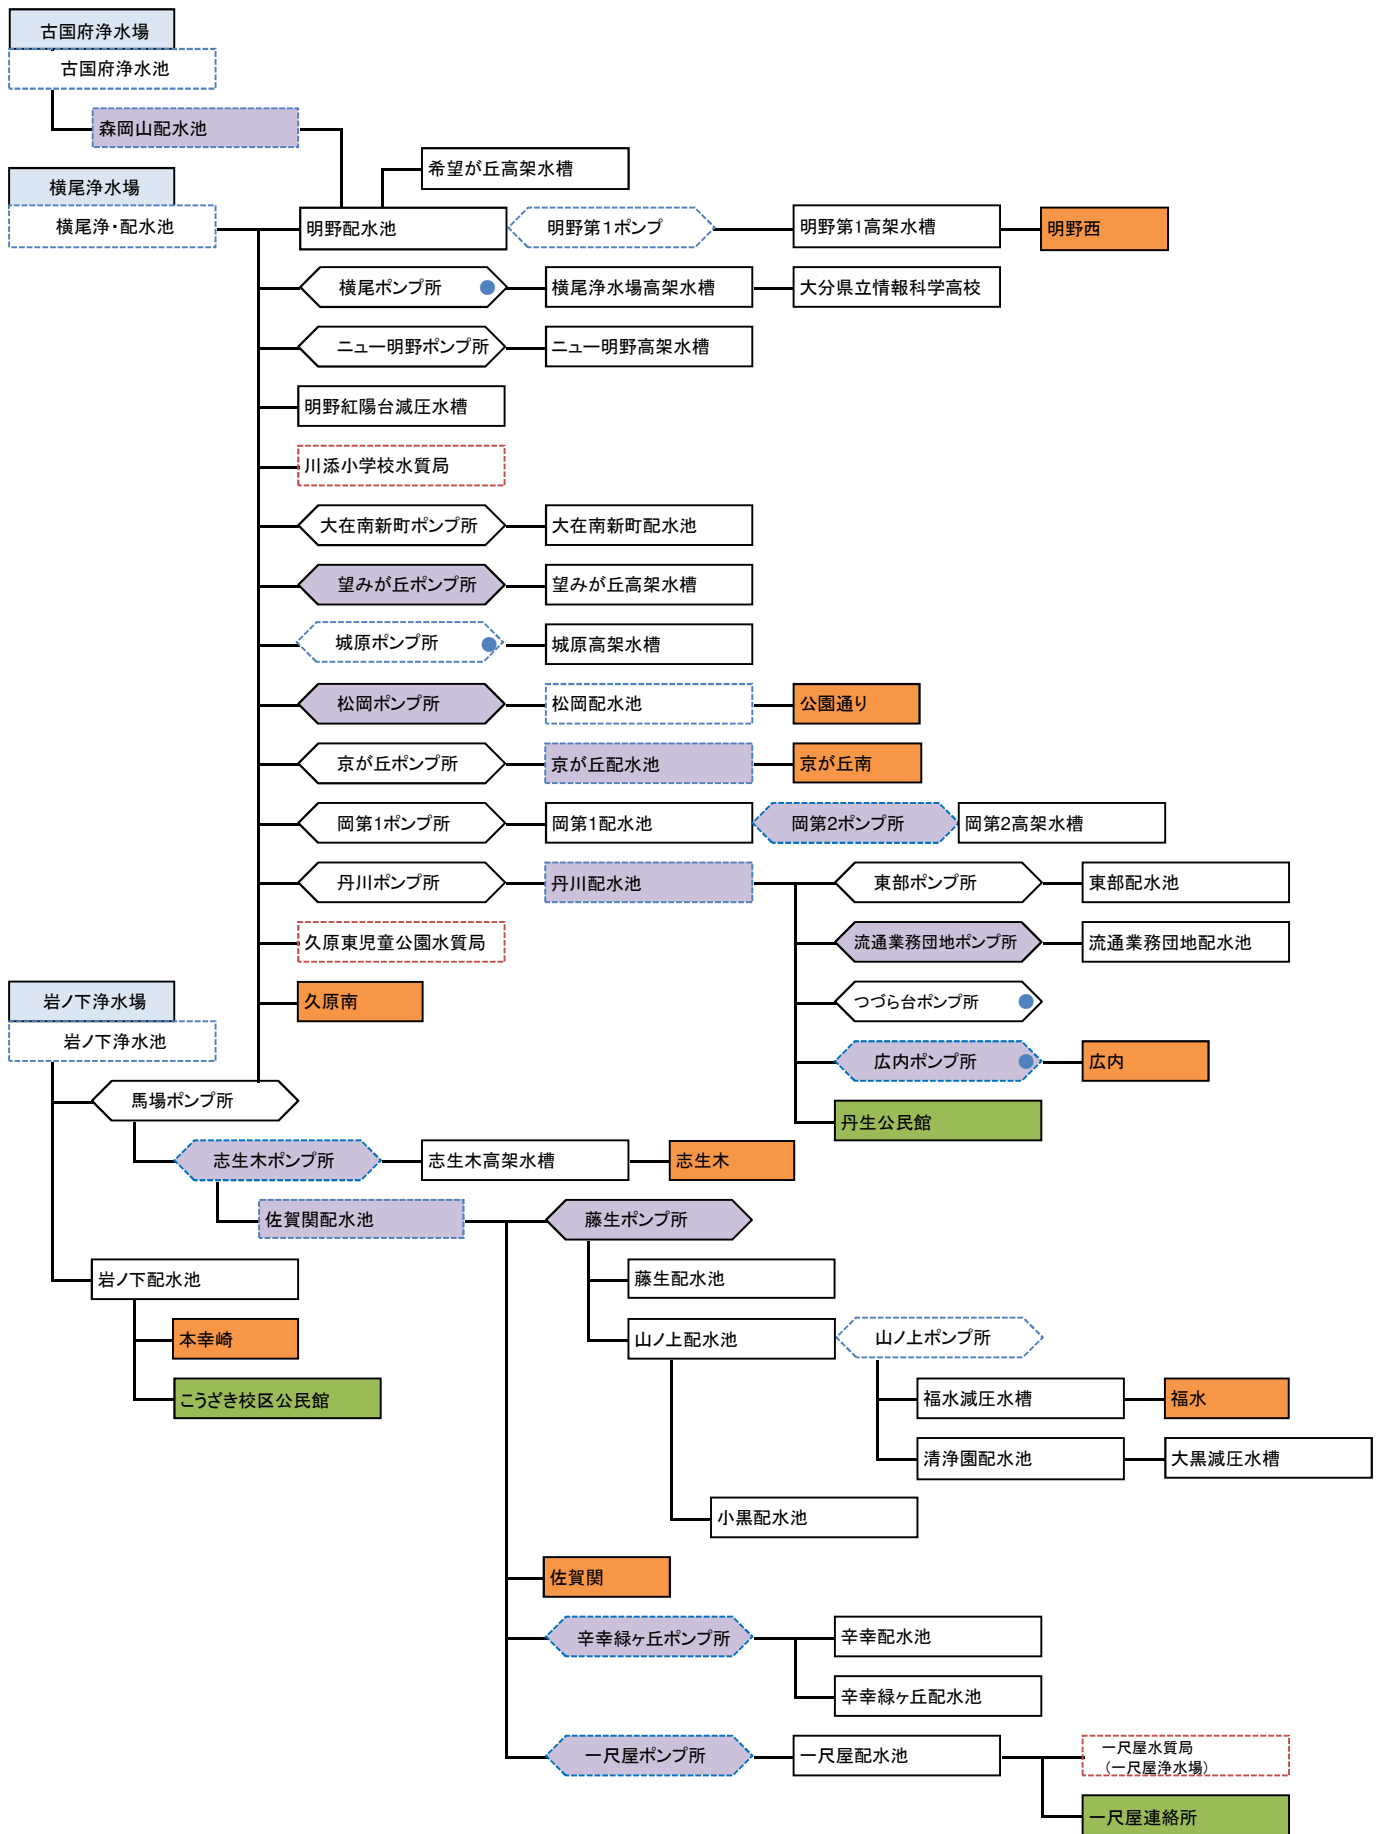 古国府浄水場
古国府浄水池
森岡山配水池
希望が丘高架水槽
横尾浄水場
横尾浄・配水池
明野配水池
明野第1ポンプ
明野第1高架水槽
明野西
横尾ポンプ所
横尾浄水場高架水槽
大分県立情報科学高校
ニュー明野ポンプ所
ニュー明野高架水槽
明野紅陽台減圧水槽
川添小学校水質局
大在南新町ポンプ所
大在南新町配水池
望みが丘ポンプ所
望みが丘高架水槽
城原ポンプ所
城原高架水槽
松岡ポンプ所
松岡配水池
公園通り
京が丘ポンプ所
京が丘配水池
京が丘南
岡第1ポンプ所
岡第1配水池
岡第2ポンプ所
岡第2高架水槽
丹川ポンプ所
丹川配水池
東部ポンプ所
東部配水池
久原東児童公園水質局
流通業務団地ポンプ所
流通業務団地配水池
岩ノ下浄水場
久原南
つづら台ポンプ所
岩ノ下浄水池
広内ポンプ所
広内
馬場ポンプ所
丹生公民館
志生木ポンプ所
志生木高架水槽
志生木
佐賀関配水池
藤生ポンプ所
岩ノ下配水池
藤生配水池
本幸崎
山ノ上配水池
山ノ上ポンプ所
こうざき校区公民館
福水減圧水槽
福水
清浄園配水池
大黒減圧水槽
小黒配水池
佐賀関
辛幸緑ヶ丘ポンプ所
辛幸配水池
辛幸緑ヶ丘配水池
一尺屋ポンプ所
一尺屋配水池
一尺屋水質局
（一尺屋浄水場）
一尺屋連絡所